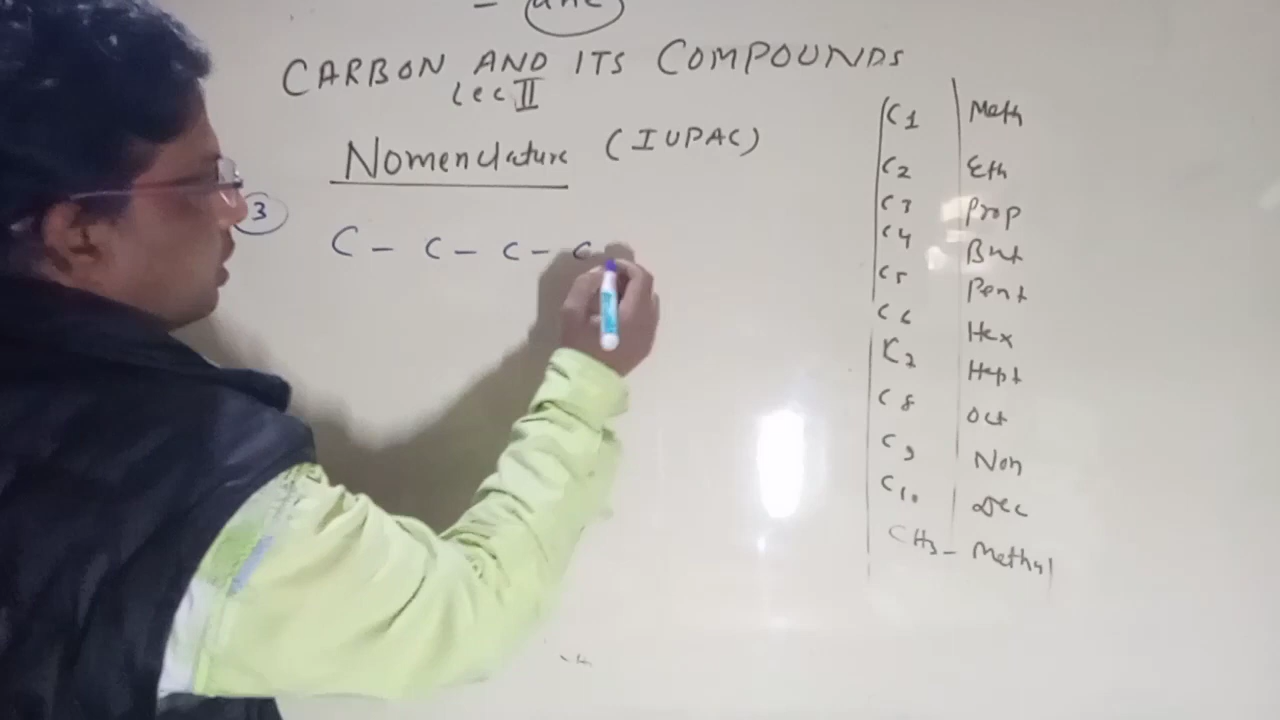 - ane
CARBON AND ITS COMPOUNDS
Lec II
Nomenclature (IUPAC)
3
C - C - C - C
C1 Meth
C2 Eth
C3 Prop
C4 But
C5 Pent
C6 Hex
C7 Hept
C8 Oct
C9 Non
C10 Dec
CH3 - Methyl